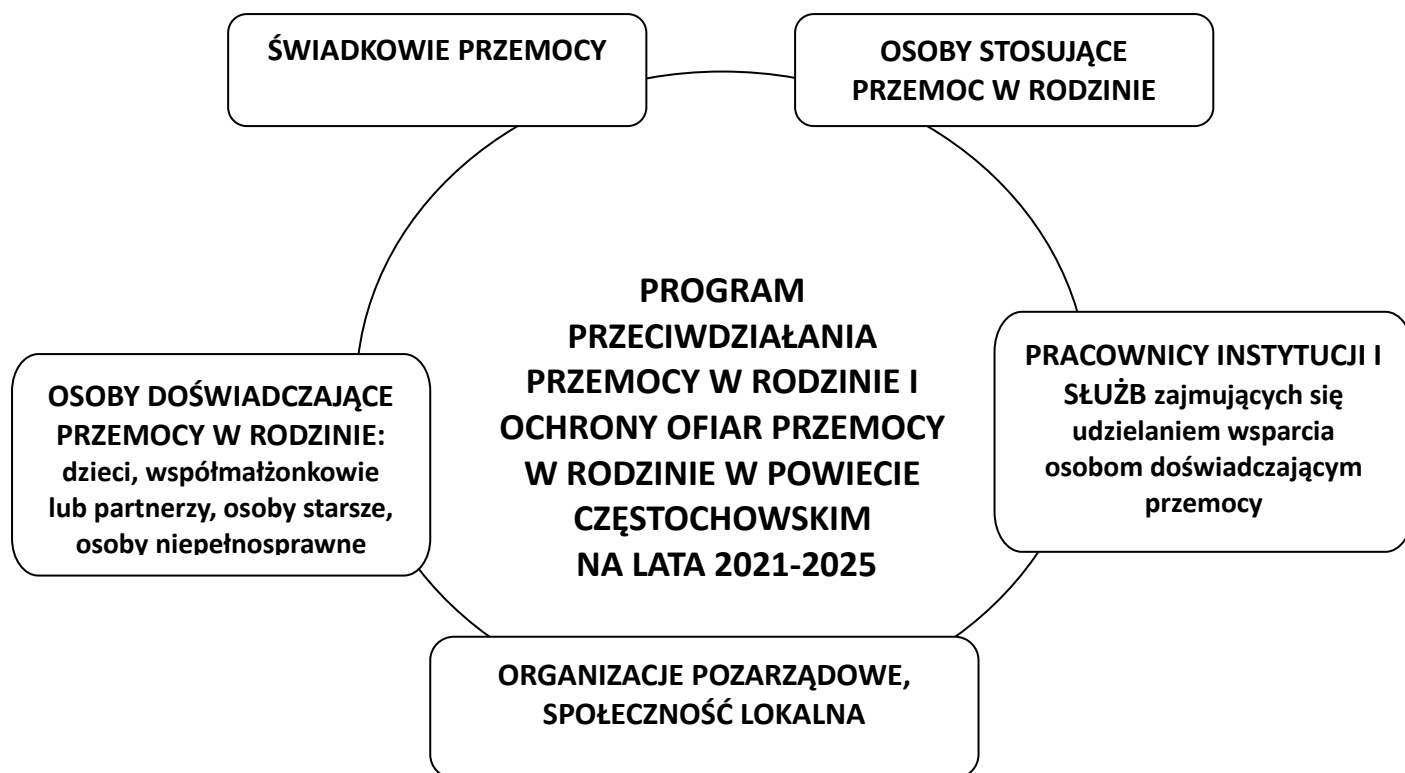 ŚWIADKOWIE PRZEMOCY
OSOBY STOSUJĄCE
PRZEMOC W RODZINIE
PROGRAM
PRZECIWDZIAŁANIA
PRZEMOCY W RODZINIE I
OCHRONY OFIAR PRZEMOCY
W RODZINIE W POWIECIE
CZĘSTOCHOWSKIM
NA LATA 2021-2025
OSOBY DOŚWIADCZAJĄCE
PRZEMOCY W RODZINIE:
dzieci, współmałżonkowie
lub partnerzy, osoby starsze,
osoby niepełnosprawne
PRACOWNICY INSTYTUCJI I
SŁUŻB zajmujących się
udzielaniem wsparcia
osobom doświadczającym
przemocy
ORGANIZACJE POZARZĄDOWE,
SPOŁECZNOŚĆ LOKALNA